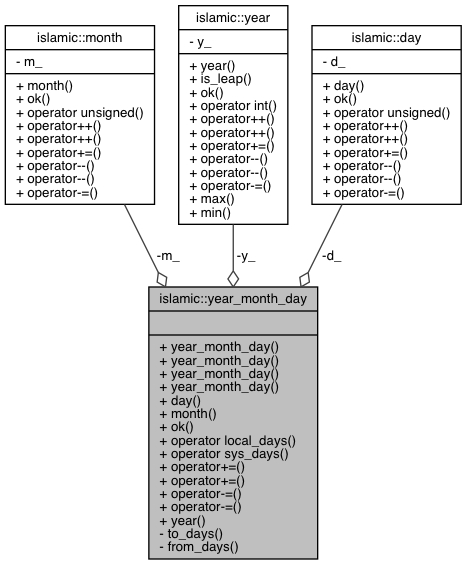 islamic::month
- m_
+ month()
+ ok()
+ operator unsigned()
+ operator++()
+ operator++()
+ operator+=()
+ operator--()
+ operator--()
+ operator-=()
islamic::year
- y_
+ year()
+ is_leap()
+ ok()
+ operator int()
+ operator++()
+ operator++()
+ operator+=()
+ operator--()
+ operator--()
+ operator-=()
+ max()
+ min()
islamic::day
- d_
+ day()
+ ok()
+ operator unsigned()
+ operator++()
+ operator++()
+ operator+=()
+ operator--()
+ operator--()
+ operator-=()
-m_
-y_
-d_
islamic::year_month_day
+ year_month_day()
+ year_month_day()
+ year_month_day()
+ year_month_day()
+ day()
+ month()
+ ok()
+ operator local_days()
+ operator sys_days()
+ operator+=()
+ operator+=()
+ operator-=()
+ operator-=()
+ year()
- to_days()
- from_days()